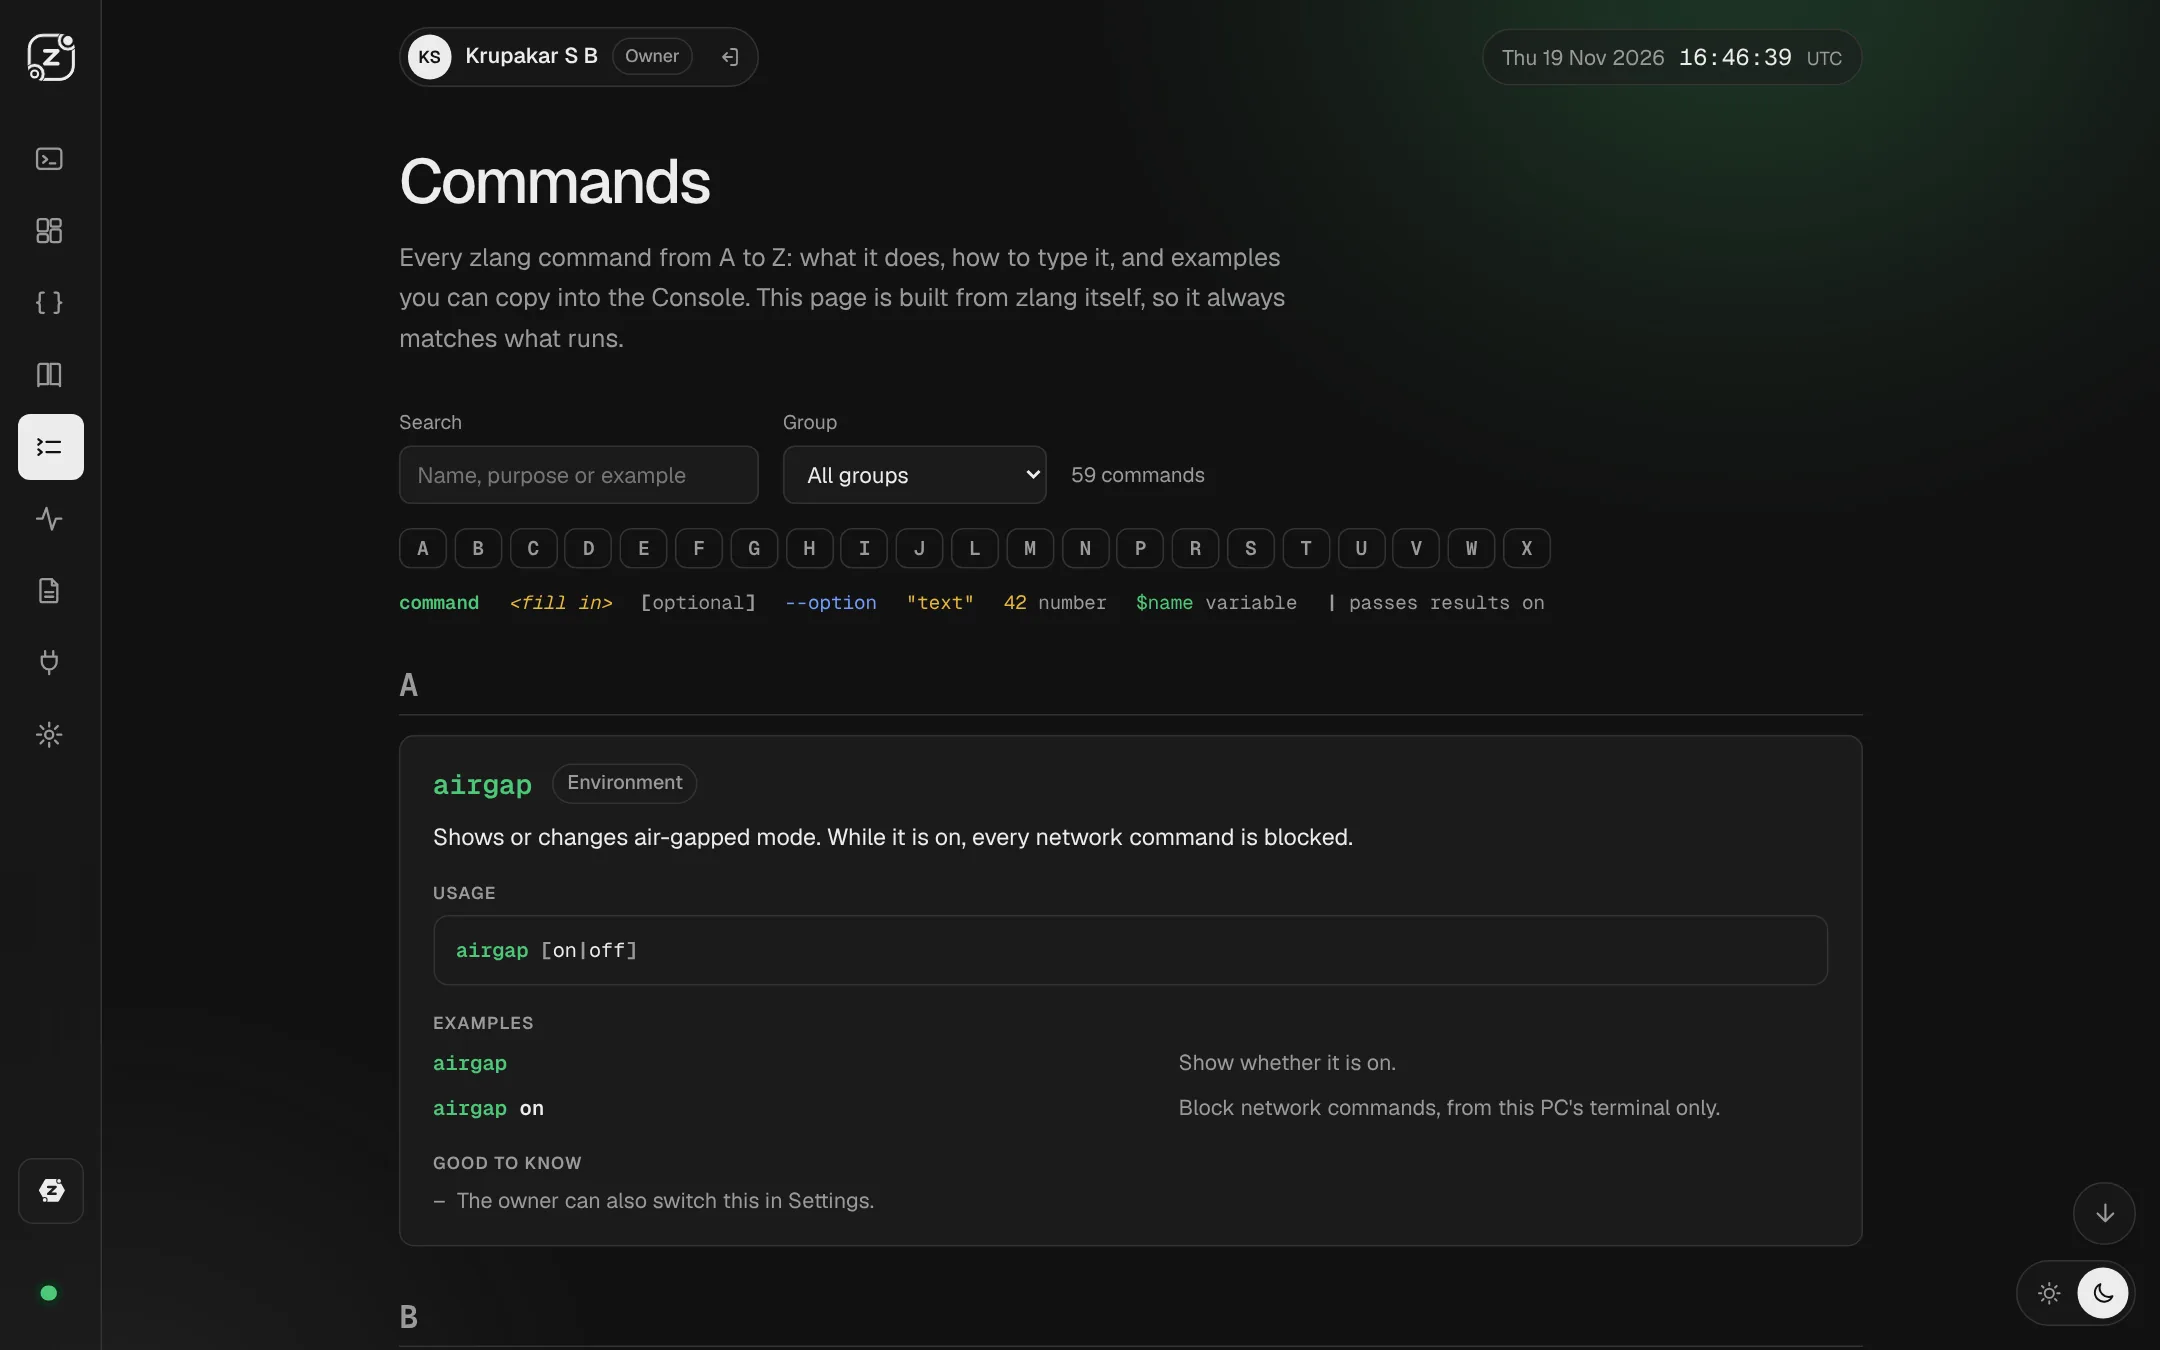 KS Krupakar S B Owner
Thu 19 Nov 2026 16:46:39 UTC
Commands
Every zlang command from A to Z: what it does, how to type it, and examples
you can copy into the Console. This page is built from zlang itself, so it always
matches what runs.
Search
Group
Name, purpose or example
All groups
59 commands
A B C D E F G H I J L M N P R S T U V W X
command <fill in> [optional] --option "text" 42 number $name variable | passes results on
A
airgap Environment
Shows or changes air-gapped mode. While it is on, every network command is blocked.
USAGE
airgap [on|off]
EXAMPLES
airgap Show whether it is on.
airgap on Block network commands, from this PC's terminal only.
GOOD TO KNOW
– The owner can also switch this in Settings.
B